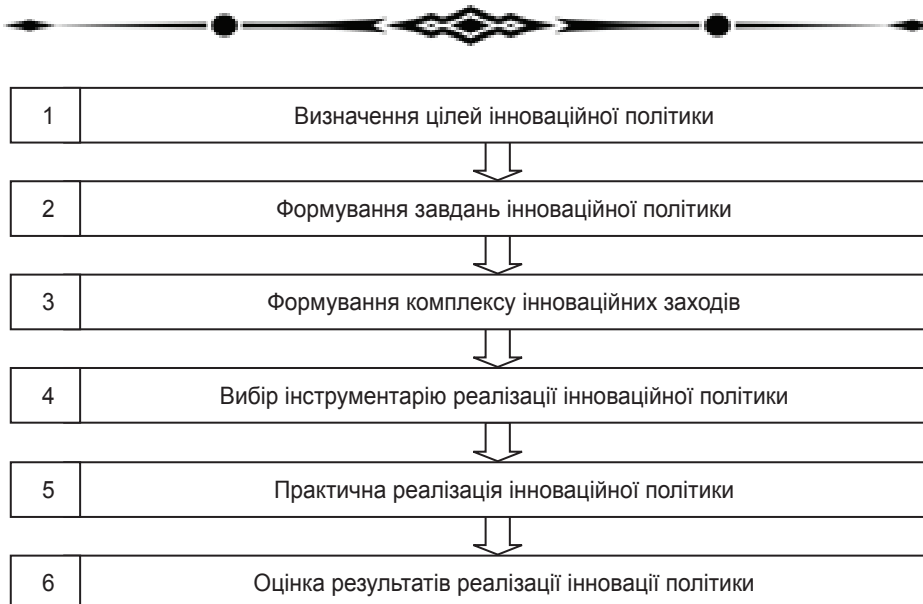 1 Визначення цілей інноваційної політики
2 Формування завдань інноваційної політики
3 Формування комплексу інноваційних заходів
4 Вибір інструментарію реалізації інноваційної політики
5 Практична реалізація інноваційної політики
6 Оцінка результатів реалізації інновації політики